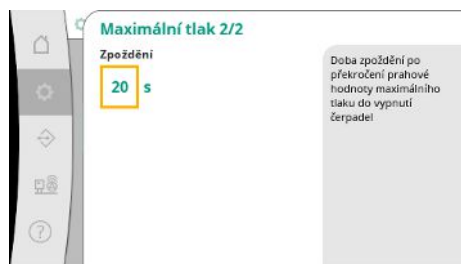 Maximální tlak 2/2
Zpoždění
20 s
Doba zpoždění po
překročení prahové
hodnoty maximálního
tlaku do vypnutí
čerpadel
?